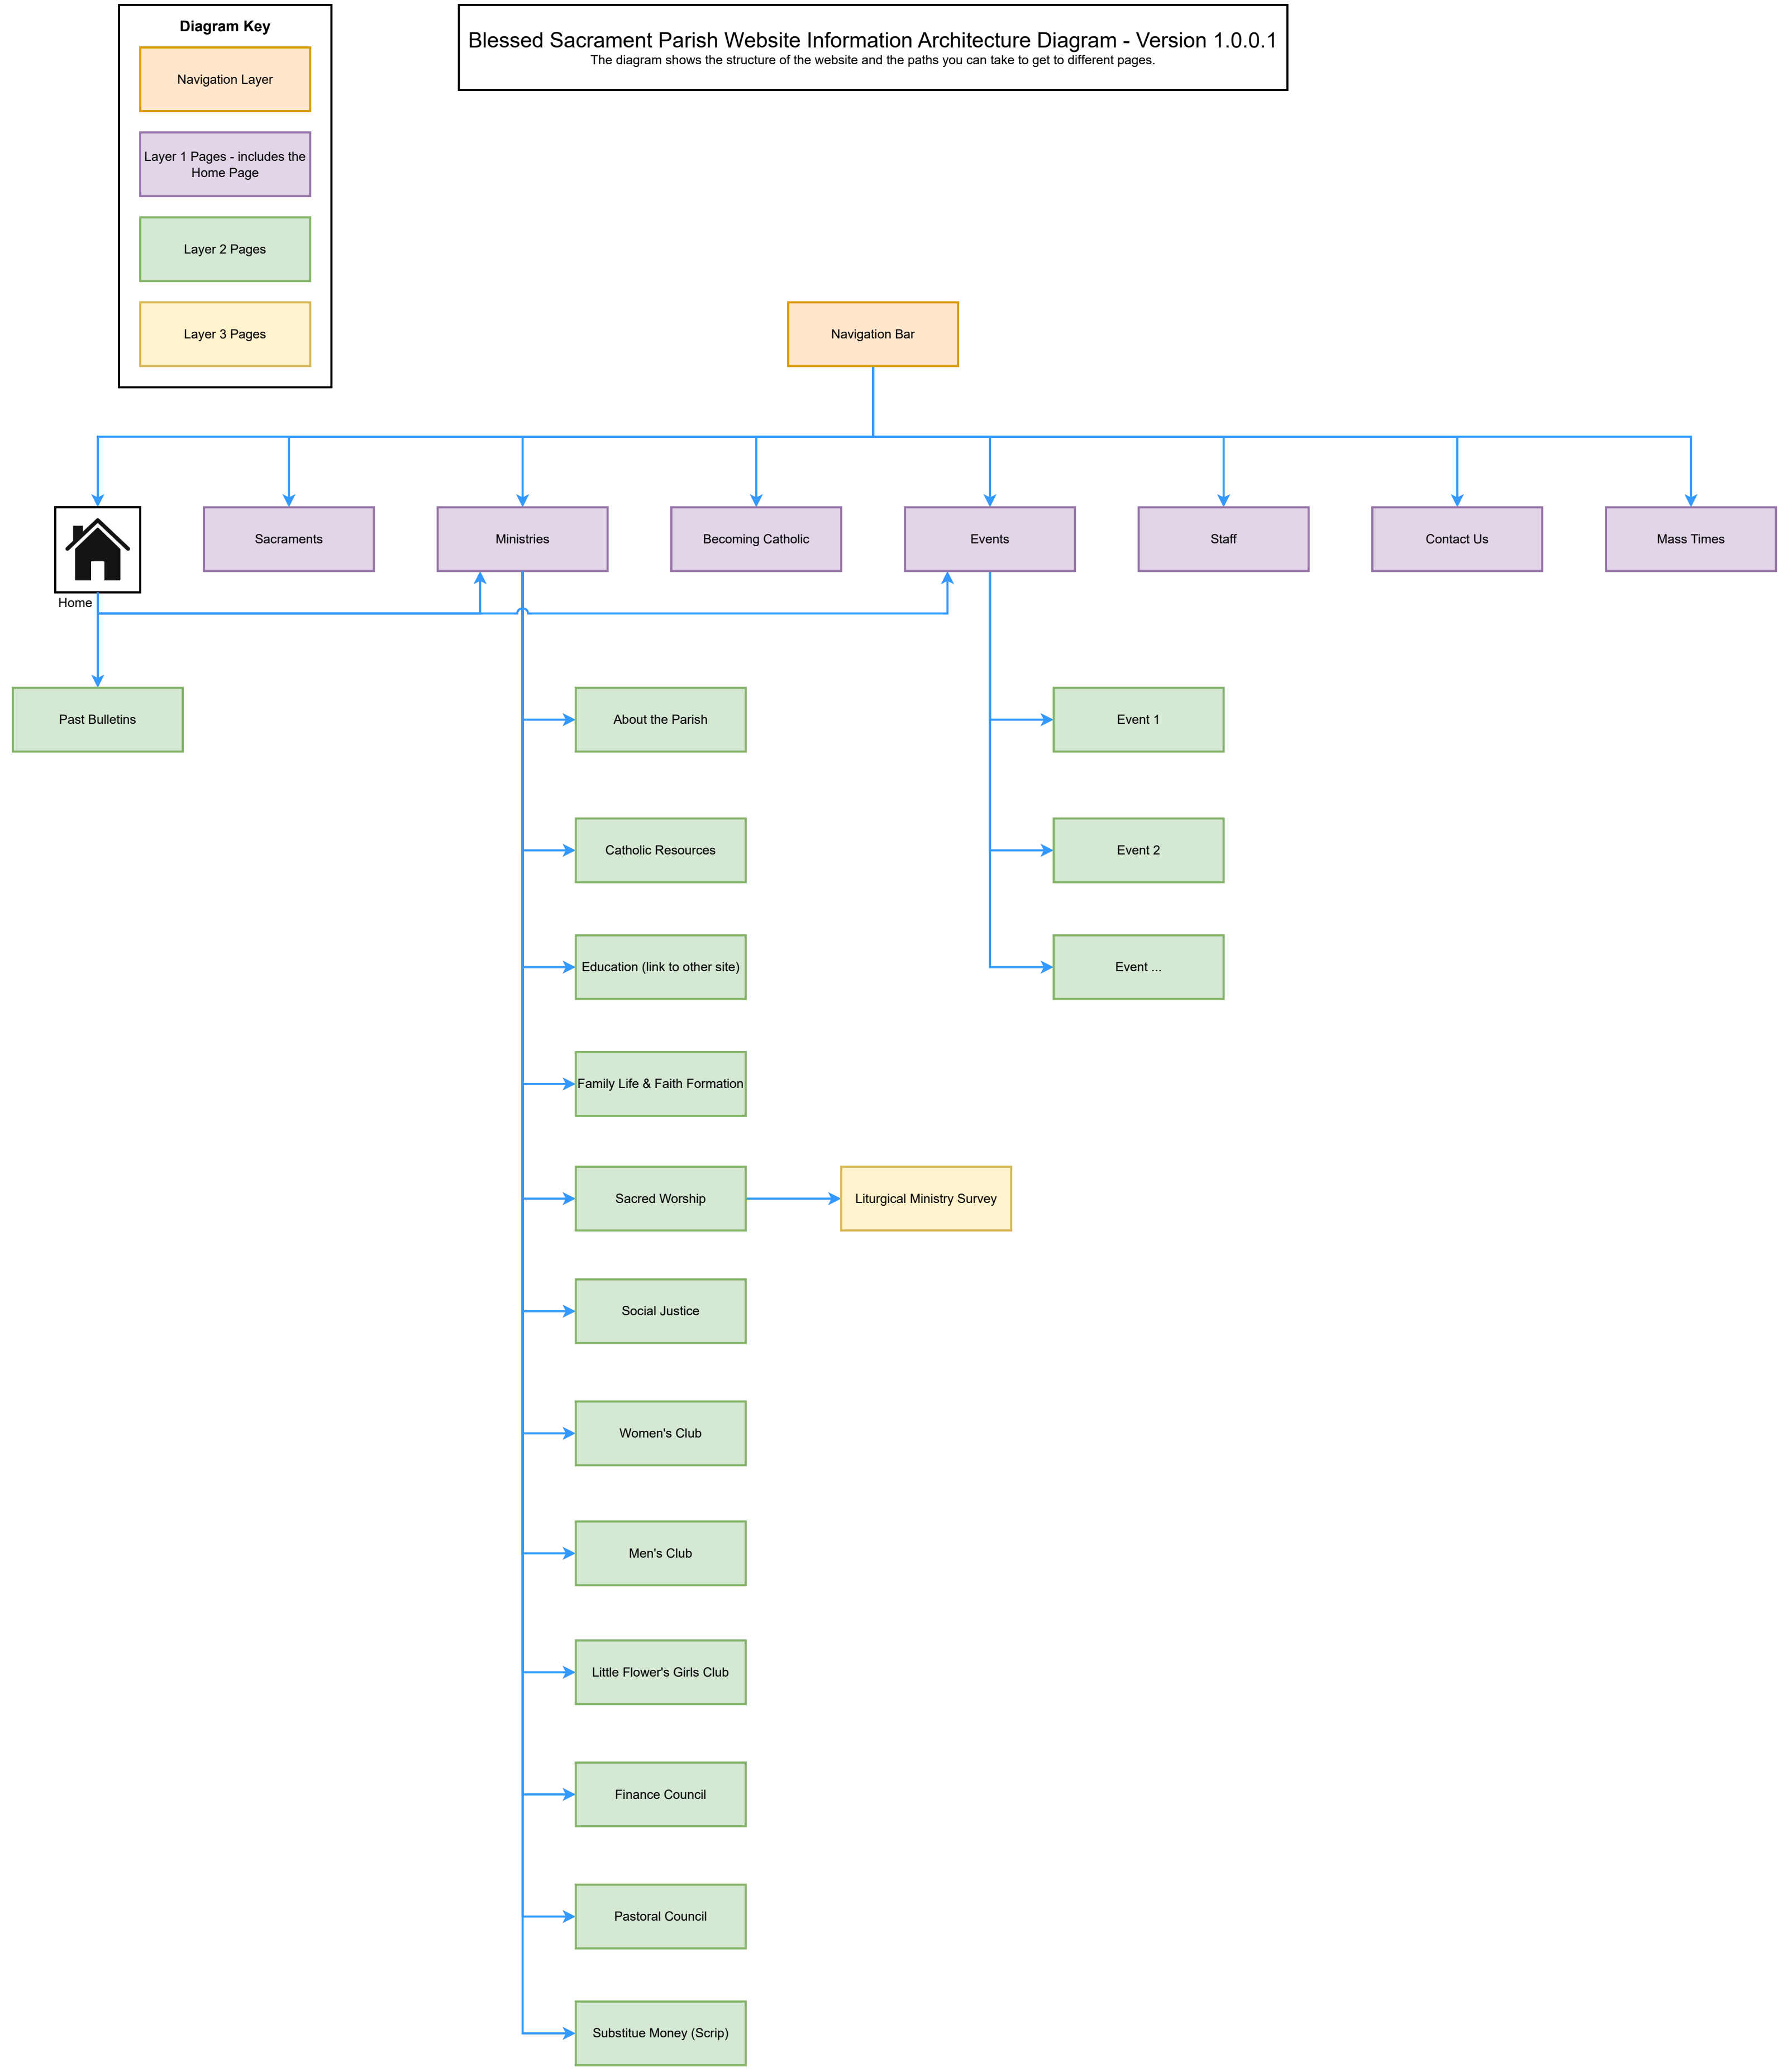 Diagram Key
Navigation Layer
Layer 1 Pages - includes the
Home Page
Layer 2 Pages
Layer 3 Pages
Blessed Sacrament Parish Website Information Architecture Diagram - Version 1.0.0.1
The diagram shows the structure of the website and the paths you can take to get to different pages.
Navigation Bar
Home
Sacraments
Ministries
Becoming Catholic
Events
Staff
Contact Us
Mass Times
Past Bulletins
About the Parish
Event 1
Catholic Resources
Event 2
Education (link to other site)
Event ...
Family Life & Faith Formation
Sacred Worship
Liturgical Ministry Survey
Social Justice
Women's Club
Men's Club
Little Flower's Girls Club
Finance Council
Pastoral Council
Substitue Money (Scrip)